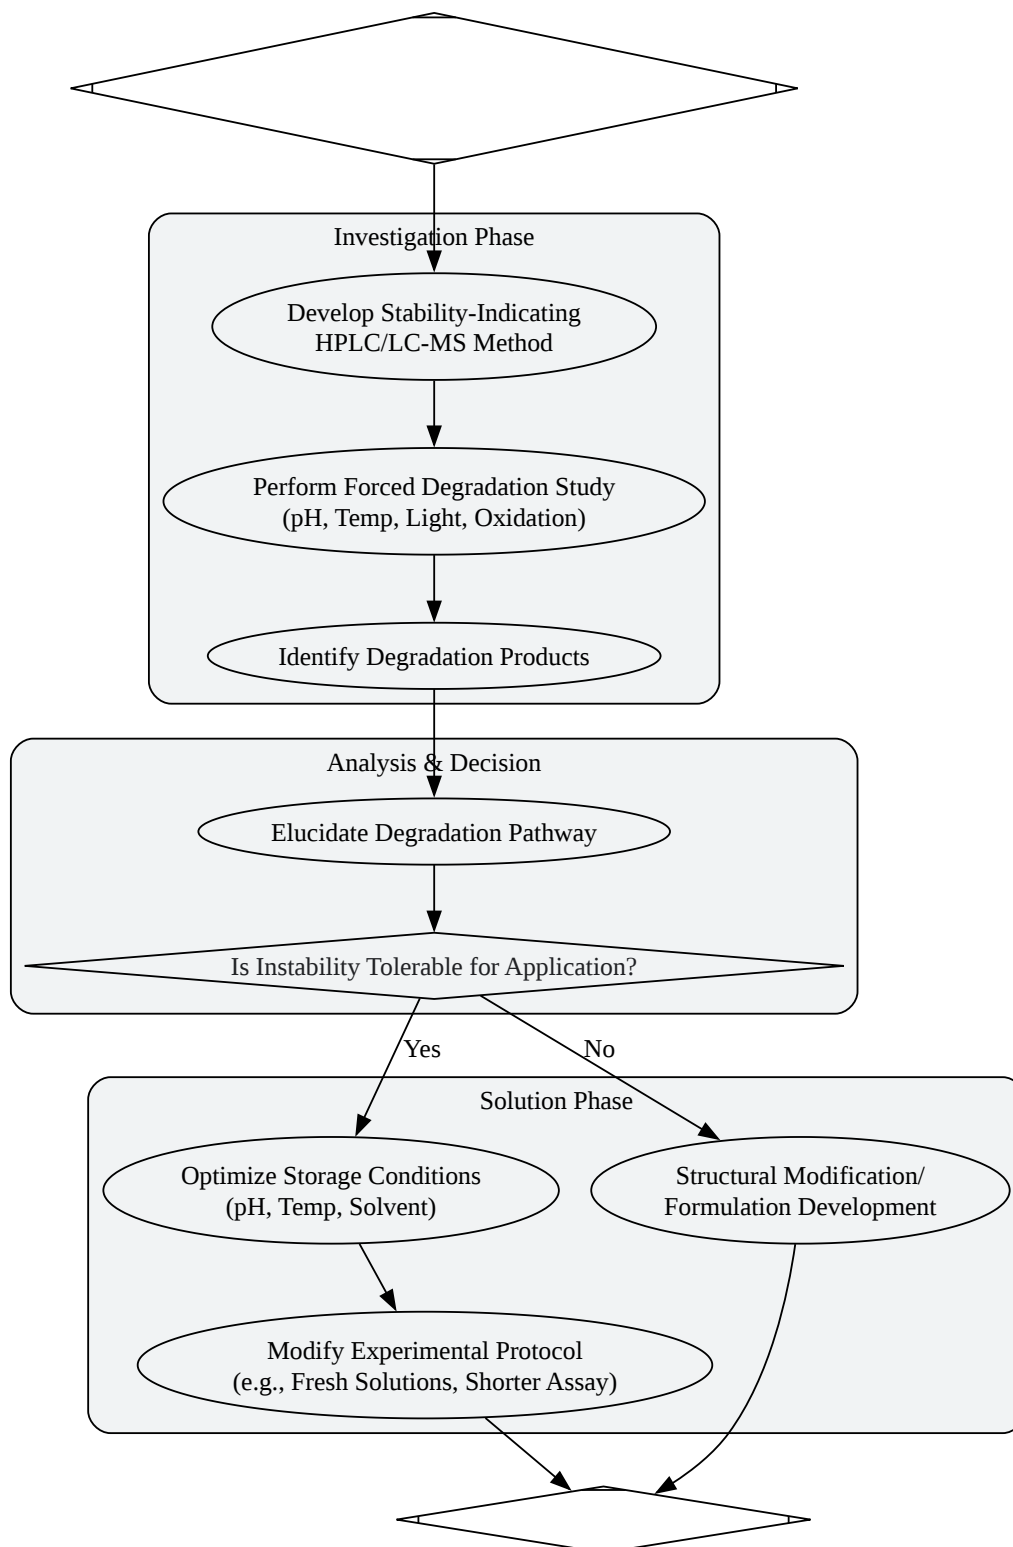 Investigation Phase
Develop Stability-Indicating
HPLC/LC-MS Method
Perform Forced Degradation Study
(pH, Temp, Light, Oxidation)
Identify Degradation Products
Analysis & Decision
Elucidate Degradation Pathway
Is Instability Tolerable for Application?
Yes
No
Solution Phase
Optimize Storage Conditions
(pH, Temp, Solvent)
Structural Modification/
Formulation Development
Modify Experimental Protocol
(e.g., Fresh Solutions, Shorter Assay)